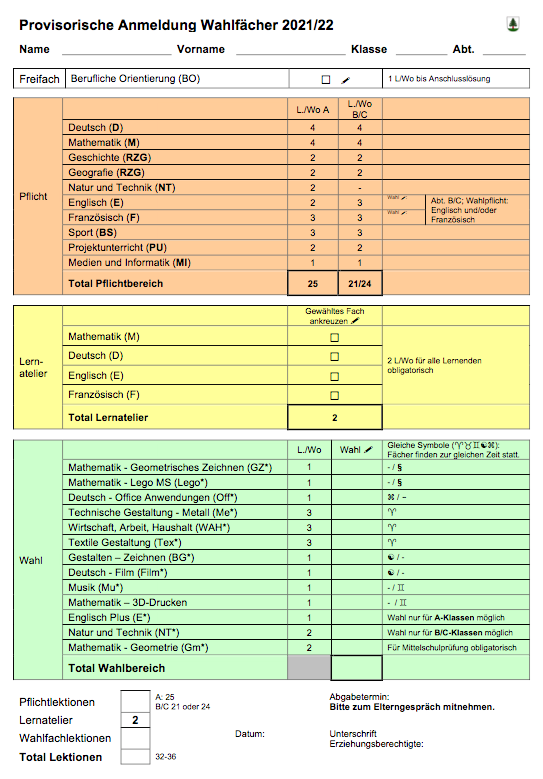 Provisorische Anmeldung Wahlfächer 2021/22
Name Vorname Klasse Abt.
Freifach Berufliche Orientierung (BO) ☐ 1 L/Wo bis Anschlusslösung
L./Wo A L./Wo B/C
Deutsch (D) 4 4
Mathematik (M) 4 4
Geschichte (RZG) 2 2
Geografie (RZG) 2 2
Pflicht
Natur und Technik (NT) 2 -
Englisch (E) 2 3 Wahl
Französisch (F) 3 3 Wahl
Abt. B/C; Wahlpflicht:
Englisch und/oder
Französisch
Sport (BS) 3 3
Projektunterricht (PU) 2 2
Medien und Informatik (MI) 1 1
Total Pflichtbereich 25 21/24
Gewähltes Fach
ankreuzen
Lern-
atelier
Mathematik (M) ☐
Deutsch (D) ☐
Englisch (E) ☐
Französisch (F) ☐
2 L/Wo für alle Lernenden
obligatorisch
Total Lernatelier 2
L./Wo Wahl
Gleiche Symbole (♈♉♊☯⌘):
Fächer finden zur gleichen Zeit statt.
Wahl
Mathematik - Geometrisches Zeichnen (GZ*) 1 - / §
Mathematik - Lego MS (Lego*) 1 - / §
Deutsch - Office Anwendungen (Off*) 1 ⌘ / –
Technische Gestaltung - Metall (Me*) 3 ♈
Wirtschaft, Arbeit, Haushalt (WAH*) 3 ♈
Textile Gestaltung (Tex*) 3 ♈
Gestalten – Zeichnen (BG*) 1 ☯ / -
Deutsch - Film (Film*) 1 ☯ / -
Musik (Mu*) 1 - / ♊
Mathematik – 3D-Drucken 1 - / ♊
Englisch Plus (E*) 1 Wahl nur für A-Klassen möglich
Natur und Technik (NT*) 2 Wahl nur für B/C-Klassen möglich
Mathematik - Geometrie (Gm*) 2 Für Mittelschulprüfung obligatorisch
Total Wahlbereich
Pflichtlektionen A: 25
B/C 21 oder 24
Lernatelier 2
Wahlfachlektionen
Total Lektionen 32-36
Abgabetermin:
Bitte zum Elterngespräch mitnehmen.
Datum: Unterschrift
Erziehungsberechtigte: